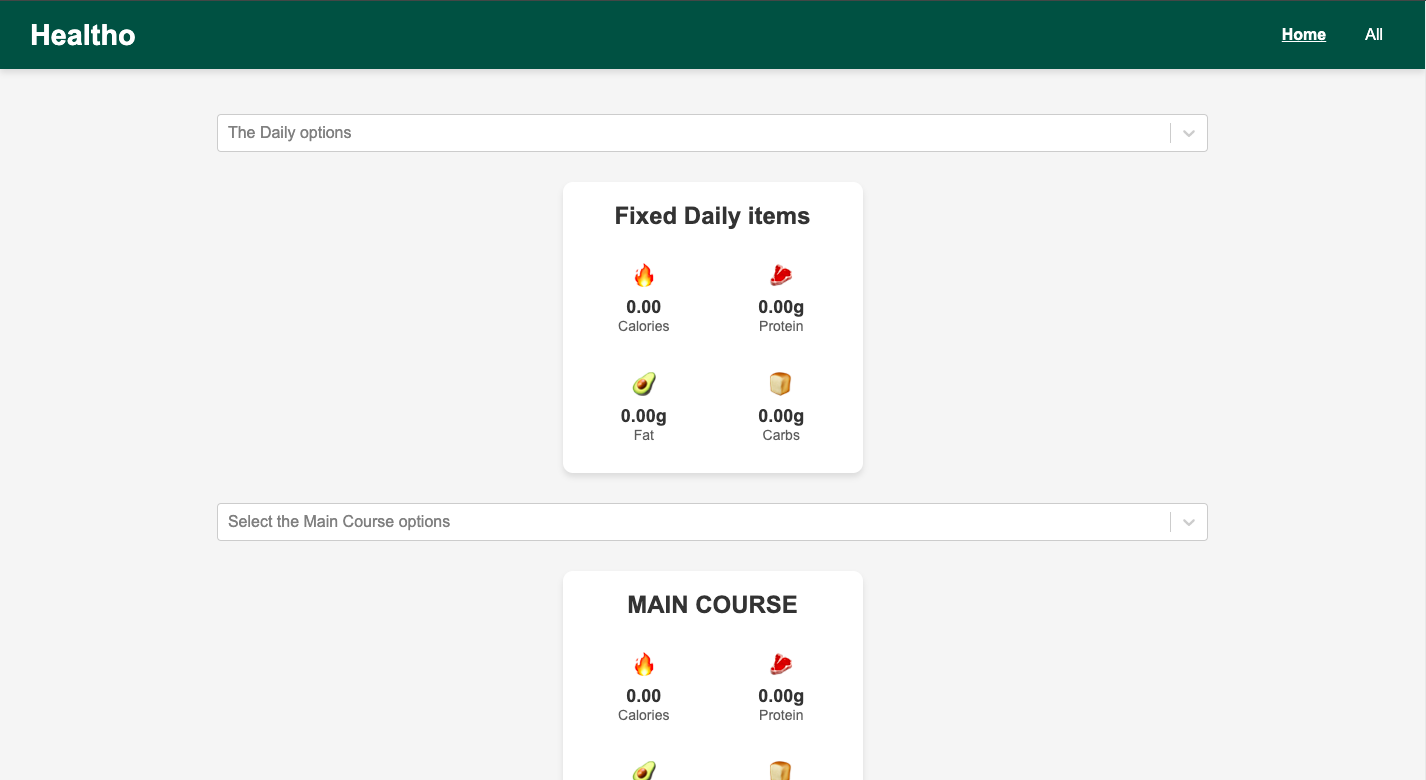 Healtho
Home All
The Daily options
Fixed Daily items
0.00 0.00g
Calories Protein
0.00g 0.00g
Fat Carbs
Select the Main Course options
MAIN COURSE
0.00 0.00g
Calories Protein